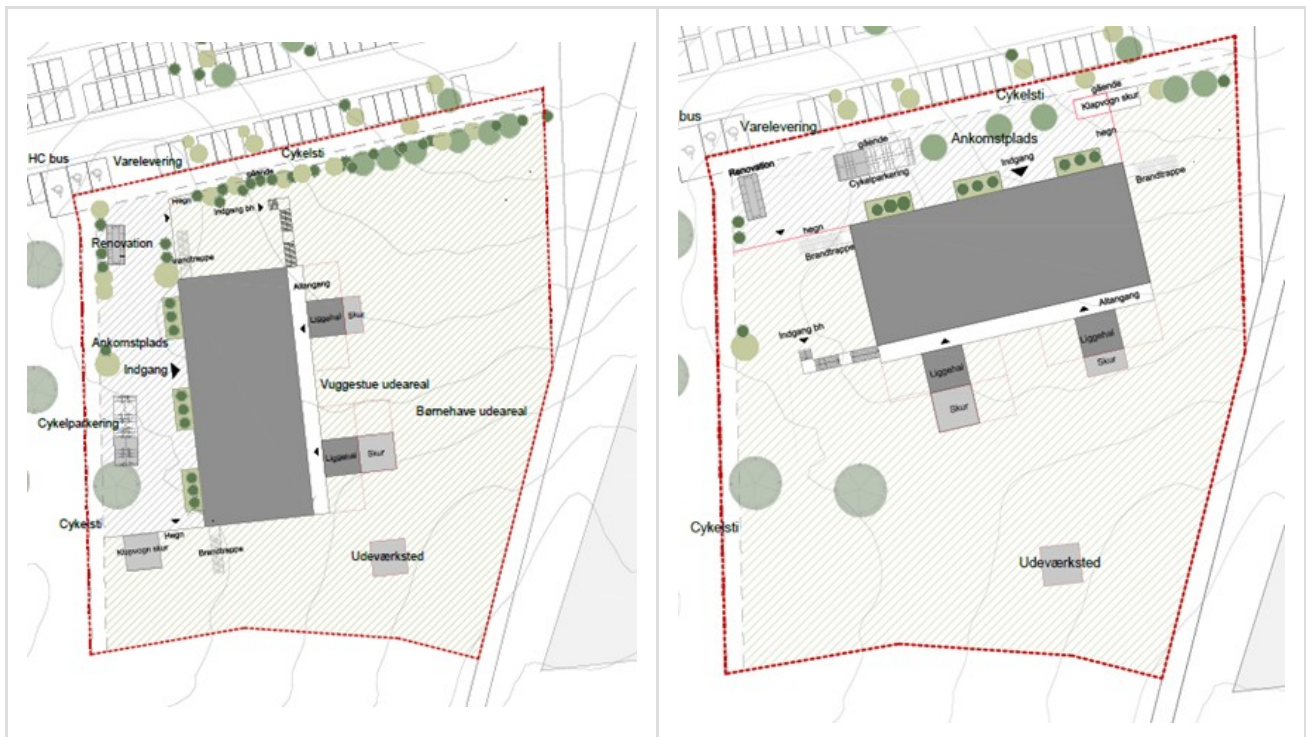 HC bus
Varelevering
Cykelsti
gående
Hegn
Indgang bh
Renovation
Brandtrappe
Altangang
Liggehal
Skur
Ankomstplads
Indgang
Vuggestue udeareal
Børnehave udeareal
Cykelparkering
Liggehal
Skur
Cykelsti
Hegn
Klapvogn skur
Brandtrappe
Udeværksted
bus
Varelevering
Cykelsti
gående
Klapvogn skur
gående
Ankomstplads
hegn
Renovation
Cykelparkering
Indgang
Brandtrappe
hegn
Brandtrappe
Altangang
Indgang bh
Liggehal
Liggehal
Skur
Skur
Cykelsti
Udeværksted